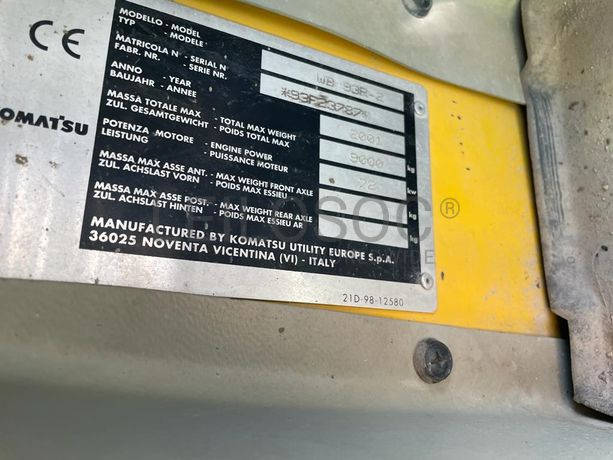 CE
OMATSU
MODELLO - MODEL
TYP - MODELE
WB 93R-2
MATRICOLA N - SERIAL N
FABR. NR. - SERIE NR.
*93F23787*
ANNO - YEAR
BAUJAHR - ANNEE
2001
MASSA TOTALE MAX - TOTAL MAX WEIGHT
ZUL. GESAMTGEWICHT - POIDS TOTAL MAX
9000 kg
POTENZA MOTORE - ENGINE POWER
LEISTUNG - PUISSANCE MOTEUR
72 kw
MASSA MAX ASSE ANT. - MAX WEIGHT FRONT AXLE
ZUL. ACHSLAST VORN - POIDS MAX ESSIEU
kg
MASSA MAX ASSE POST. - MAX WEIGHT REAR AXLE
ZUL. ACHSLAST HINTEN - POIDS MAX ESSIEU AR
kg
MANUFACTURED BY KOMATSU UTILITY EUROPE S.p.A.
36025 NOVENTA VICENTINA (VI) - ITALY
21D-98-12580